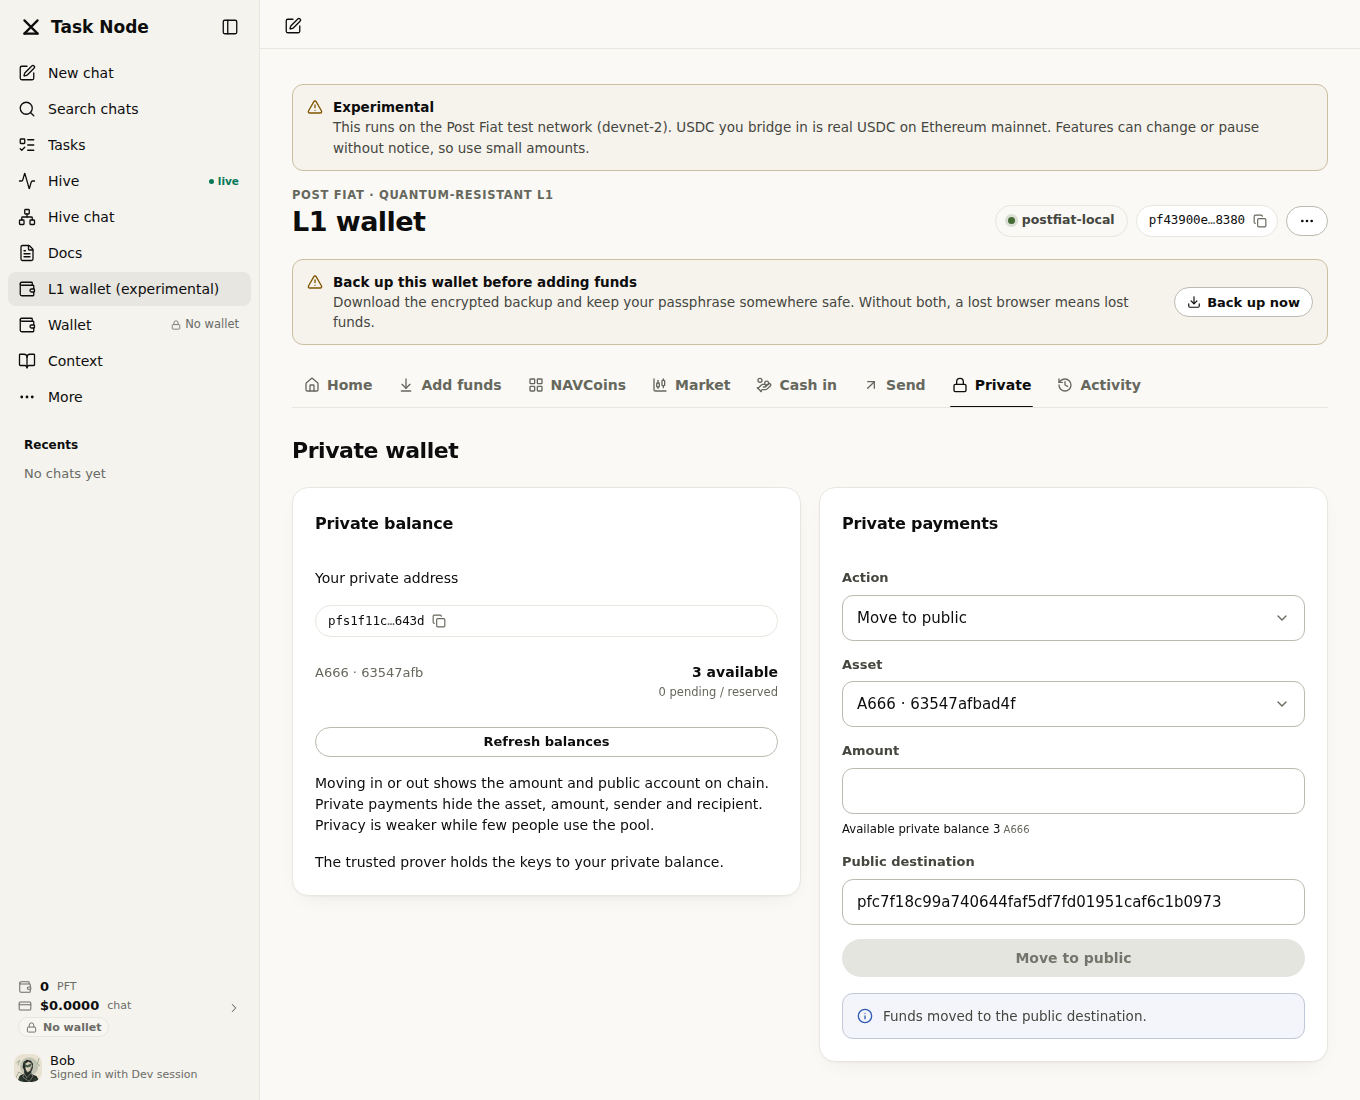 Task Node
New chat
Search chats
Tasks
Hive
live
Hive chat
Docs
L1 wallet (experimental)
Wallet
No wallet
Context
More
Recents
No chats yet
0 PFT
$0.0000 chat
No wallet
Bob
Signed in with Dev session
Experimental
This runs on the Post Fiat test network (devnet-2). USDC you bridge in is real USDC on Ethereum mainnet. Features can change or pause
without notice, so use small amounts.
POST FIAT · QUANTUM-RESISTANT L1
L1 wallet
postfiat-local
pf43900e…8380
Back up this wallet before adding funds
Download the encrypted backup and keep your passphrase somewhere safe. Without both, a lost browser means lost
funds.
Back up now
Home
Add funds
NAVCoins
Market
Cash in
Send
Private
Activity
Private wallet
Private balance
Your private address
pfs1f11c…643d
A666 · 63547afb
3 available
0 pending / reserved
Refresh balances
Moving in or out shows the amount and public account on chain.
Private payments hide the asset, amount, sender and recipient.
Privacy is weaker while few people use the pool.
The trusted prover holds the keys to your private balance.
Private payments
Action
Move to public
Asset
A666 · 63547afbad4f
Amount
Available private balance 3 A666
Public destination
pfc7f18c99a740644faf5df7fd01951caf6c1b0973
Move to public
Funds moved to the public destination.